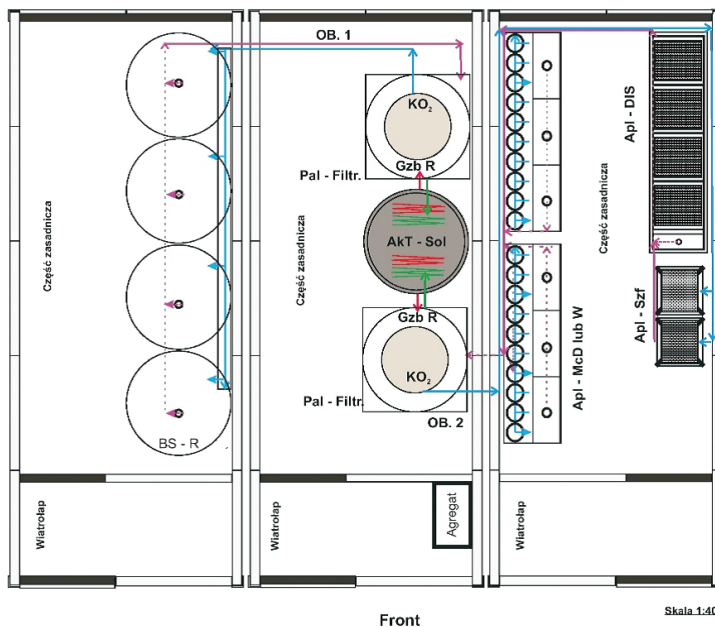 OB. 1
KO2
Gzb R
Pal - Filtr.
AkT - Sol
Gzb R
KO2
Pal - Filtr.
OB. 2
BS - R
Część zasadnicza
Część zasadnicza
Część zasadnicza
Apl - DIS
Apl - Szf
Apl - McD lub W
Wiatrołap
Wiatrołap
Agregat
Wiatrołap
Front
Skala 1:40